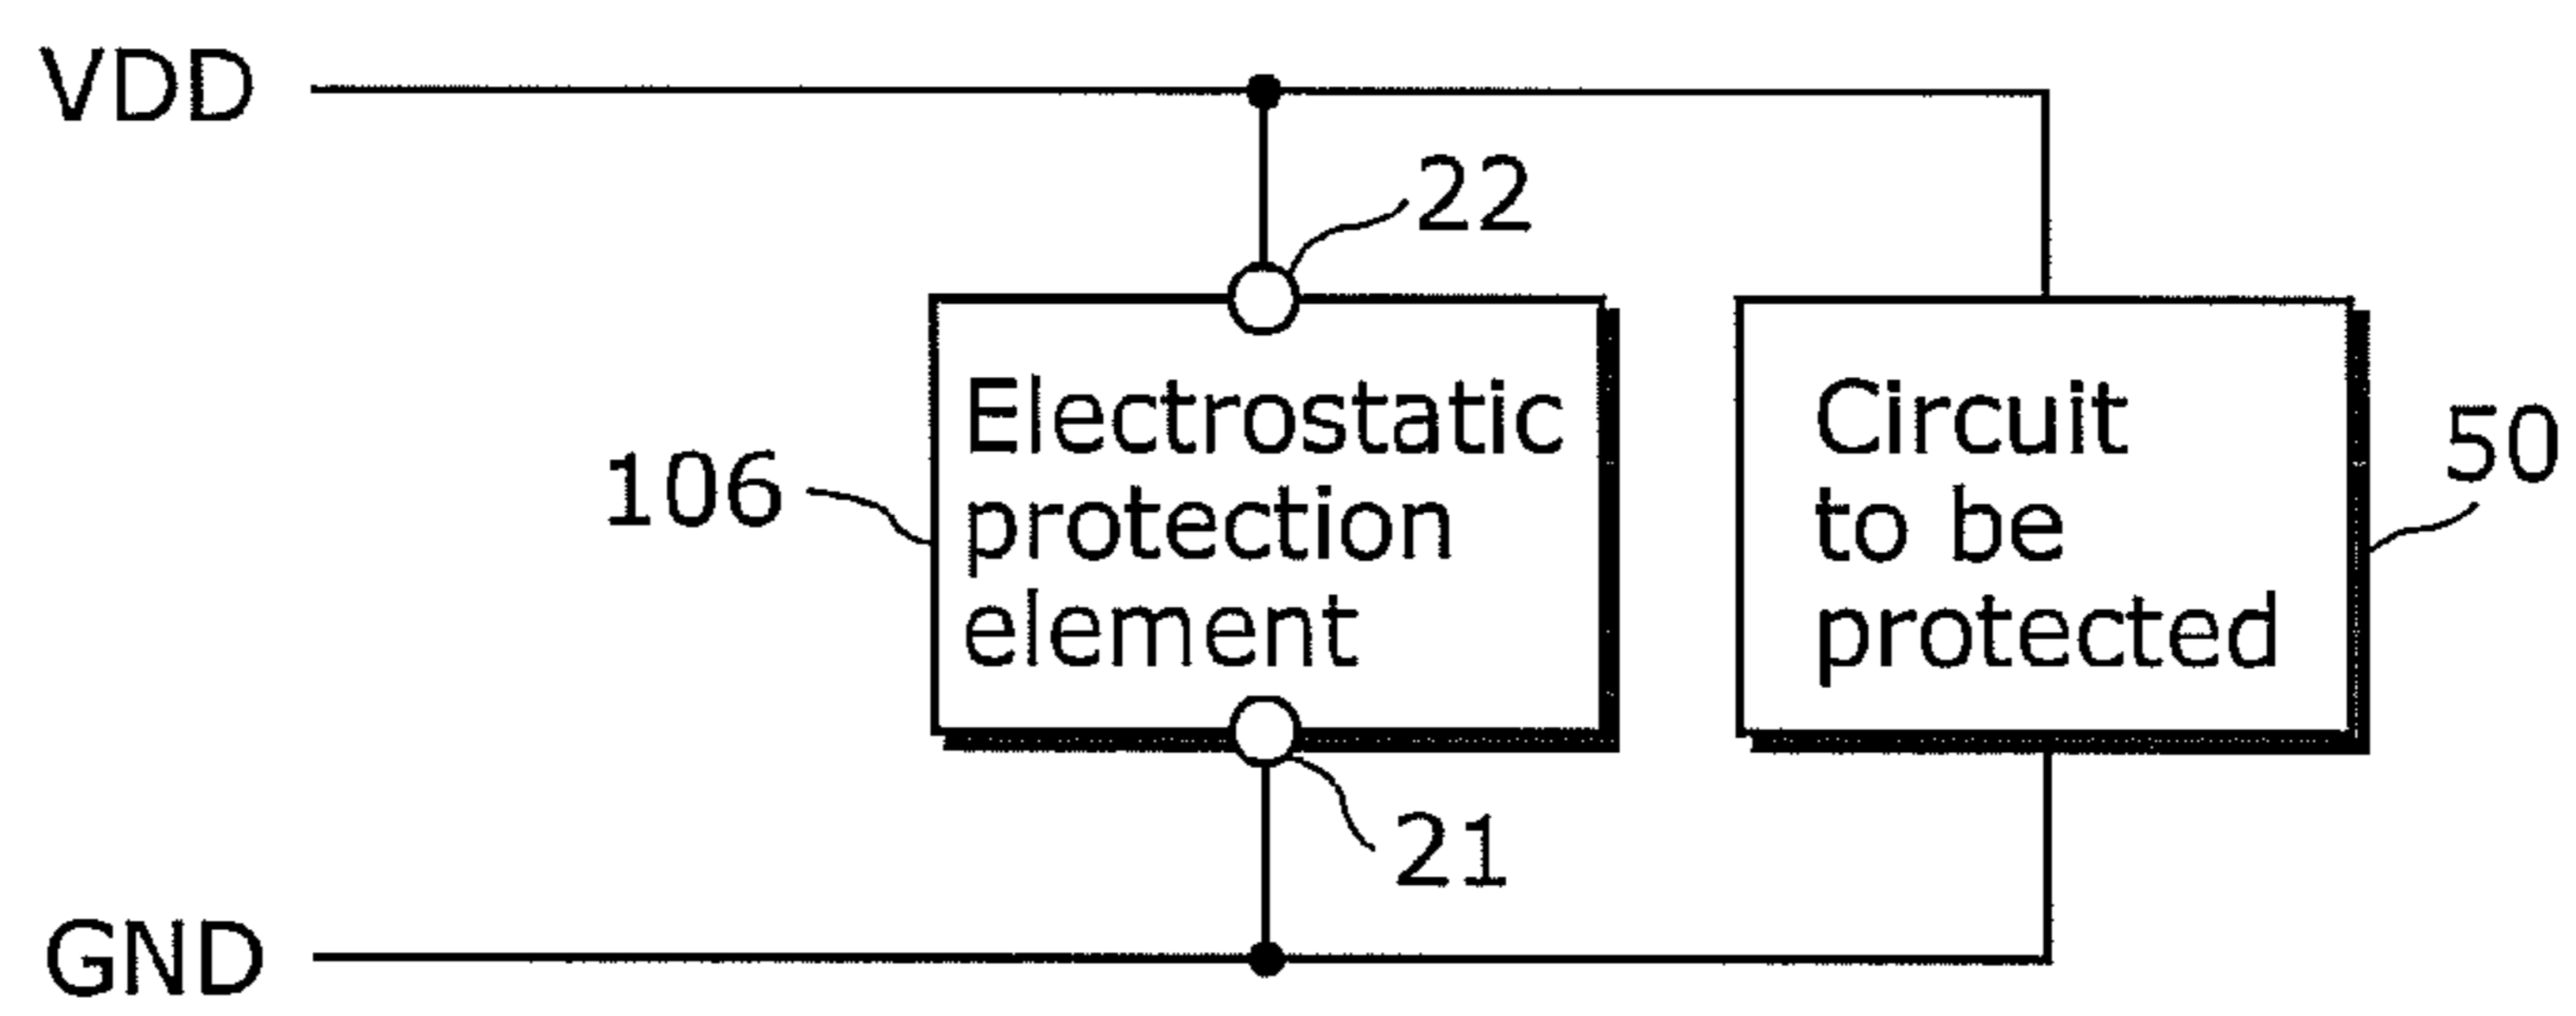 VDD
22
Electrostatic
protection
element
106
Circuit
to be
protected
50
21
GND